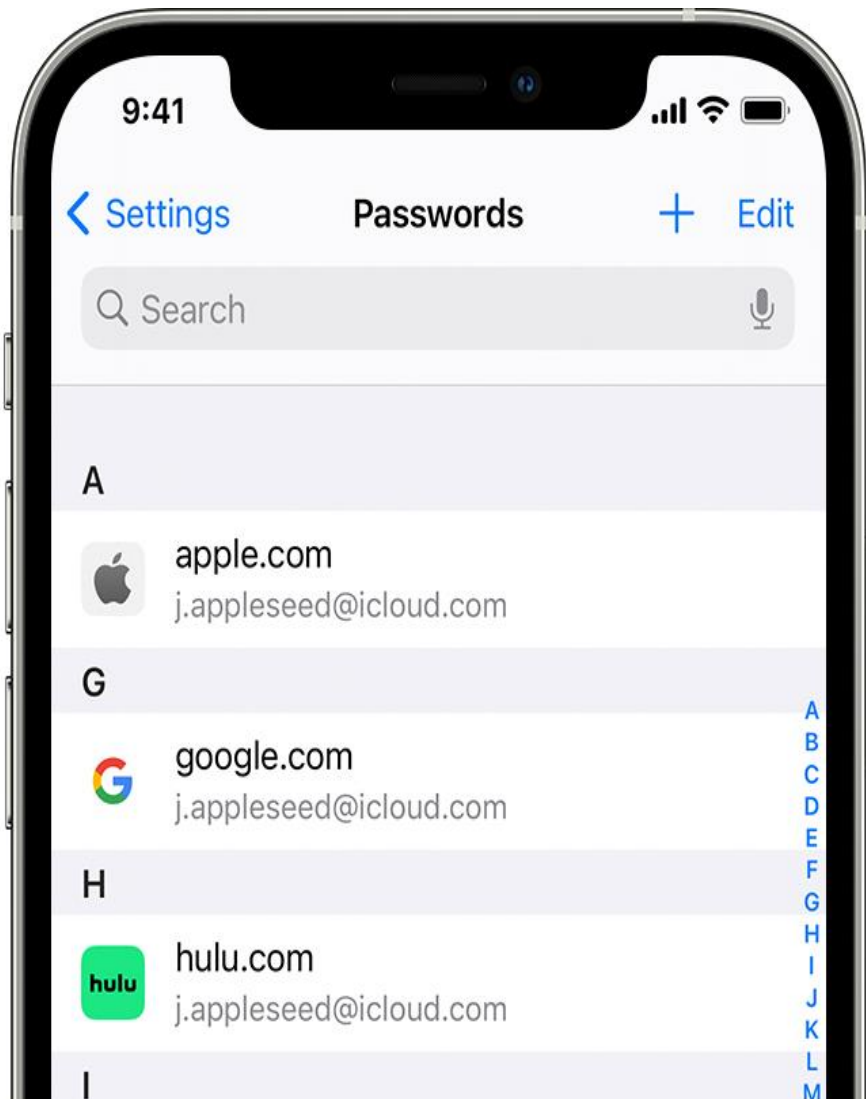 9:41
Settings Passwords + Edit
Search
A
apple.com
j.appleseed@icloud.com
G
google.com
j.appleseed@icloud.com
H
hulu
hulu.com
j.appleseed@icloud.com
I
A
B
C
D
E
F
G
H
I
J
K
L
M